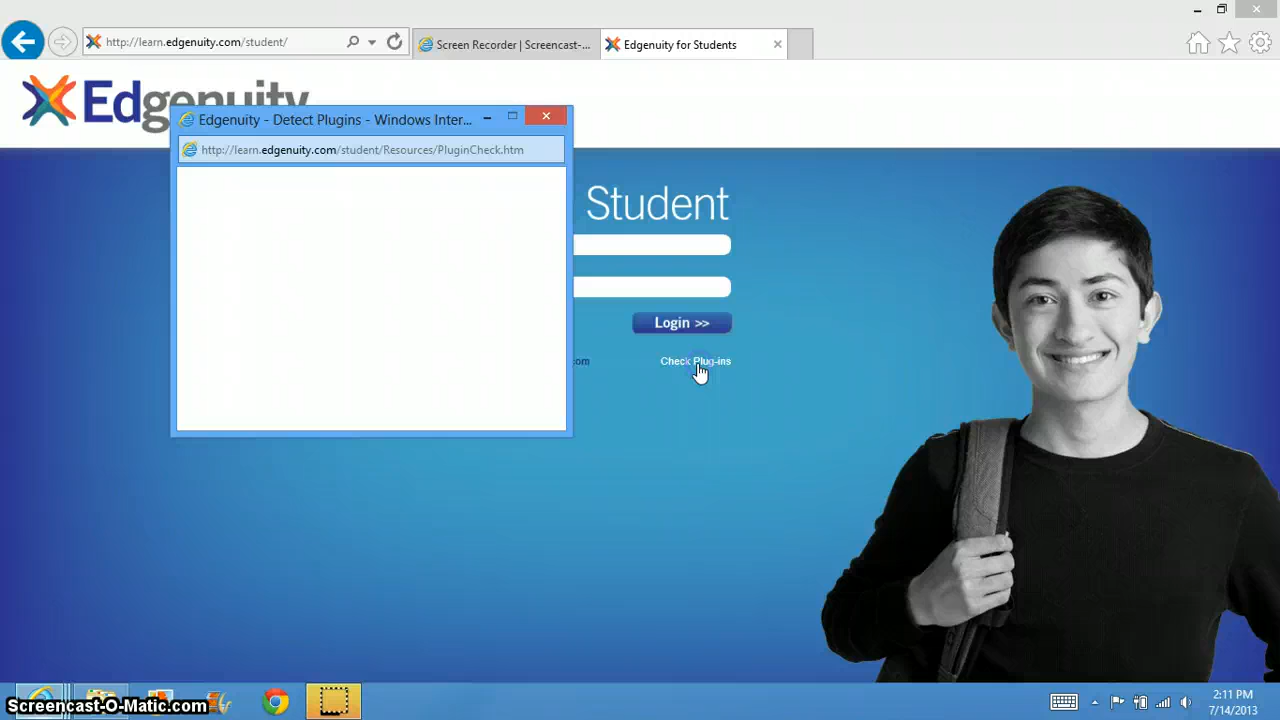 http://learn.edgenuity.com/student/
Screen Recorder | Screencast-...
Edgenuity for Students
Edgenuity
Edgenuity - Detect Plugins - Windows Inter...
http://learn.edgenuity.com/student/Resources/PluginCheck.htm
Student
Login >>
com
Check Plug-ins
Screencast-O-Matic.com
2:11 PM
7/14/2013